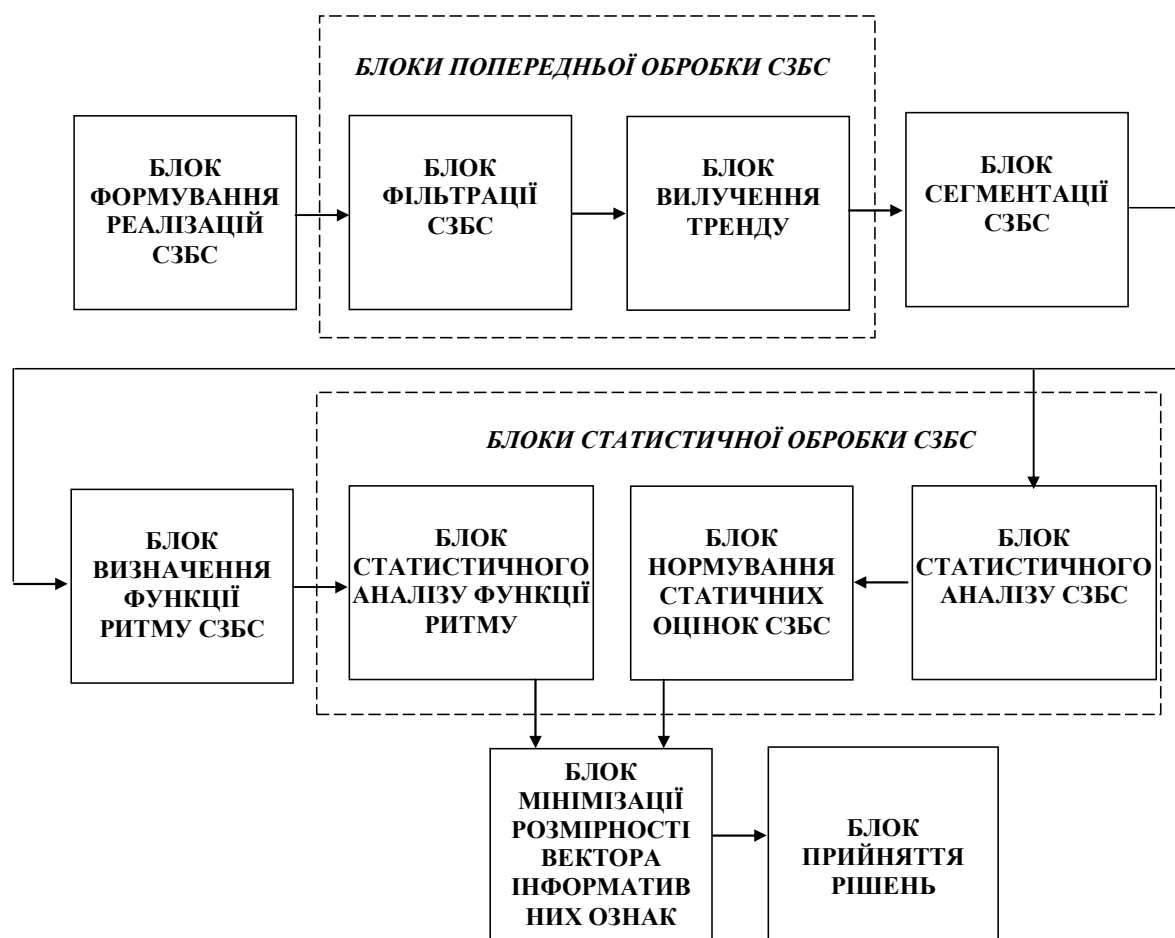 БЛОКИ ПОПЕРЕДНЬОЇ ОБРОБКИ СЗБС
БЛОК
ФОРМУВАННЯ
РЕАЛІЗАЦІЙ
СЗБС
БЛОК
ФІЛЬТРАЦІЇ
СЗБС
БЛОК
ВИЛУЧЕННЯ
ТРЕНДУ
БЛОК
СЕГМЕНТАЦІЇ
СЗБС
БЛОКИ СТАТИСТИЧНОЇ ОБРОБКИ СЗБС
БЛОК
ВИЗНАЧЕННЯ
ФУНКЦІЇ
РИТМУ СЗБС
БЛОК
СТАТИСТИЧНОГО
АНАЛІЗУ ФУНКЦІЇ
РИТМУ
БЛОК
НОРМУВАННЯ
СТАТИЧНИХ
ОЦІНОК СЗБС
БЛОК
СТАТИСТИЧНОГО
АНАЛІЗУ СЗБС
БЛОК
МІНІМІЗАЦІЇ
РОЗМІРНОСТІ
ВЕКТОРА
ІНФОРМАТИВ
НИХ ОЗНАК
БЛОК
ПРИЙНЯТТЯ
РІШЕНЬ